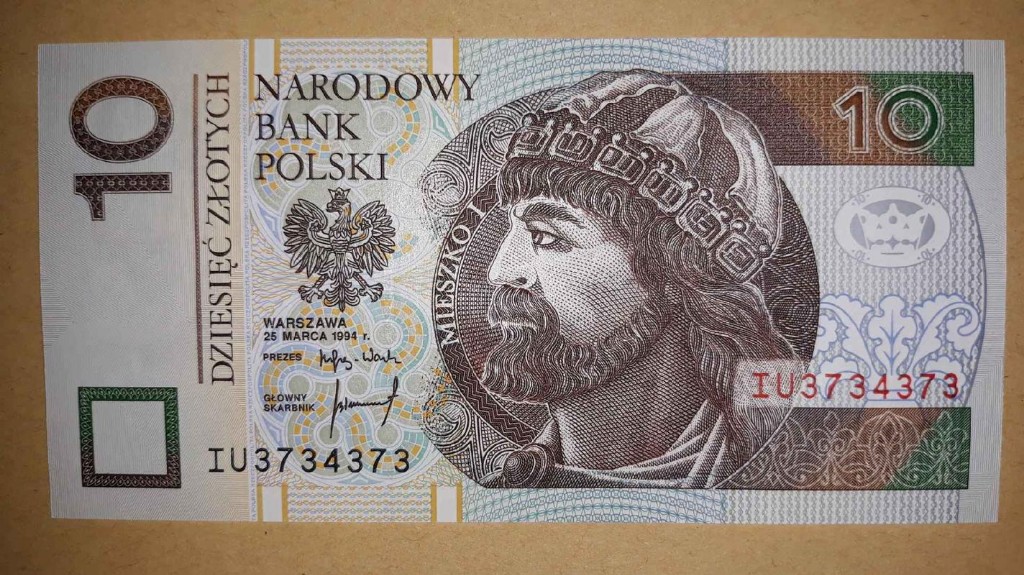 10
DZIESIĘĆ ZŁOTYCH
NARODOWY
BANK
POLSKI
WARSZAWA
25 MARCA 1994 r.
PREZES
GŁÓWNY
SKARBNIK
IU3734373
MIESZKO I
10
IU3734373